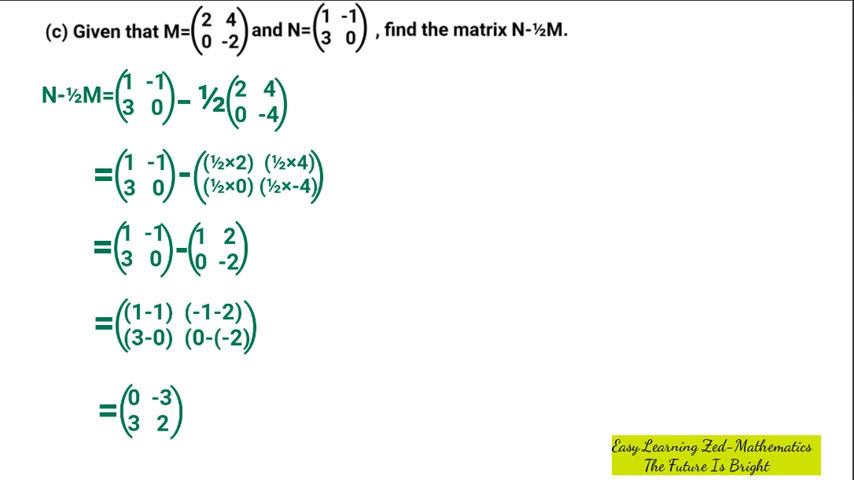 (c) Given that M=(2 4
0 -2) and N=(1 -1
3 0), find the matrix N-½M.
N-½M=(1 -1
3 0)- ½(2 4
0 -4)
=(1 -1
3 0)-((½×2) (½×4)
(½×0) (½×-4))
=(1 -1
3 0)-(1 2
0 -2)
=((1-1) (-1-2)
(3-0) (0-(-2))
=(0 -3
3 2)
Easy Learning Zed-Mathematics
The Future Is Bright